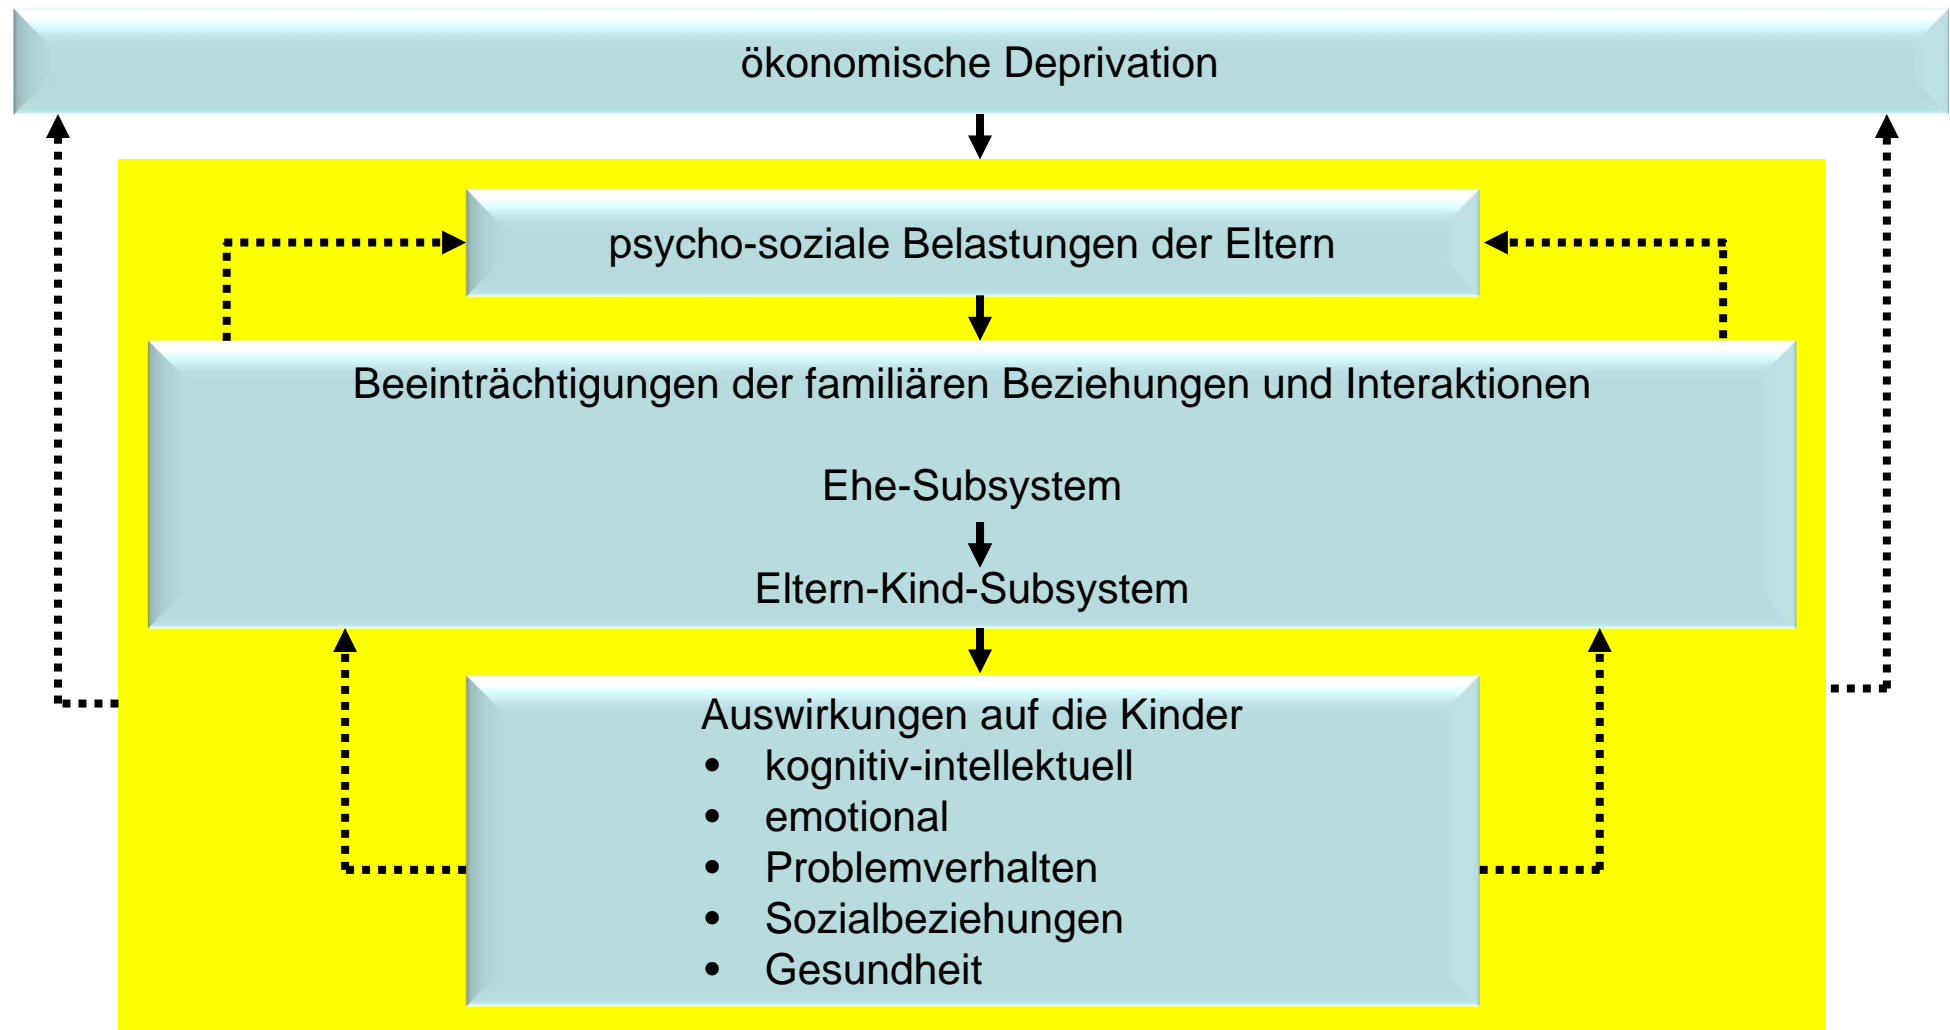 ökonomische Deprivation
psycho-soziale Belastungen der Eltern
Beeinträchtigungen der familiären Beziehungen und Interaktionen
Ehe-Subsystem
Eltern-Kind-Subsystem
Auswirkungen auf die Kinder
• kognitiv-intellektuell
• emotional
• Problemverhalten
• Sozialbeziehungen
• Gesundheit